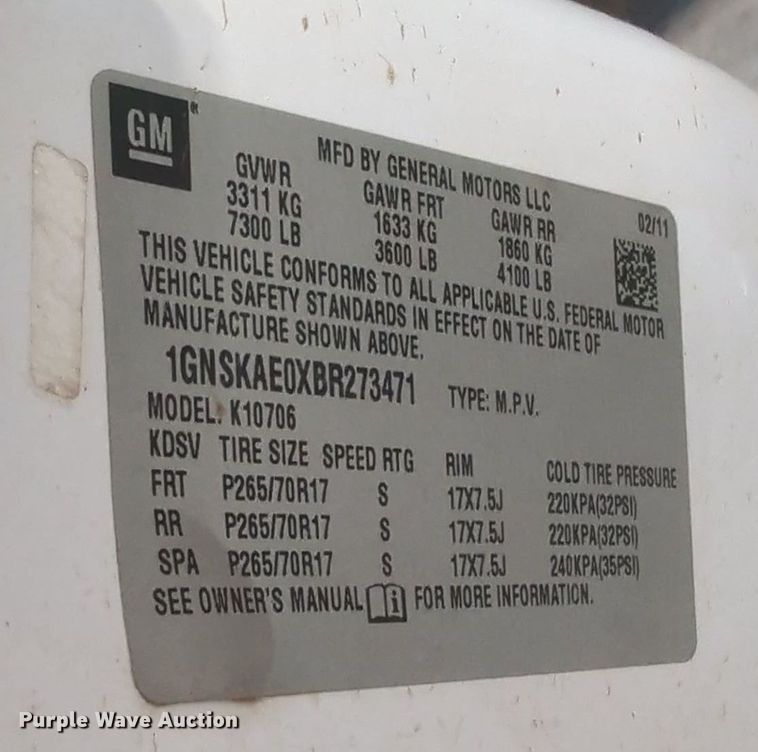 GM
MFD BY GENERAL MOTORS LLC
02/11
GVWR GAWR FRT GAWR RR
3311 KG 1633 KG 1860 KG
7300 LB 3600 LB 4100 LB
THIS VEHICLE CONFORMS TO ALL APPLICABLE U.S. FEDERAL MOTOR
VEHICLE SAFETY STANDARDS IN EFFECT ON THE DATE OF
MANUFACTURE SHOWN ABOVE.
1GNSKAE0XBR273471 TYPE: M.P.V.
MODEL: K10706
KDSV TIRE SIZE SPEED RTG RIM COLD TIRE PRESSURE
FRT P265/70R17 S 17X7.5J 220KPA(32PSI)
RR P265/70R17 S 17X7.5J 220KPA(32PSI)
SPA P265/70R17 S 17X7.5J 240KPA(35PSI)
SEE OWNER'S MANUAL i FOR MORE INFORMATION.
Purple Wave Auction